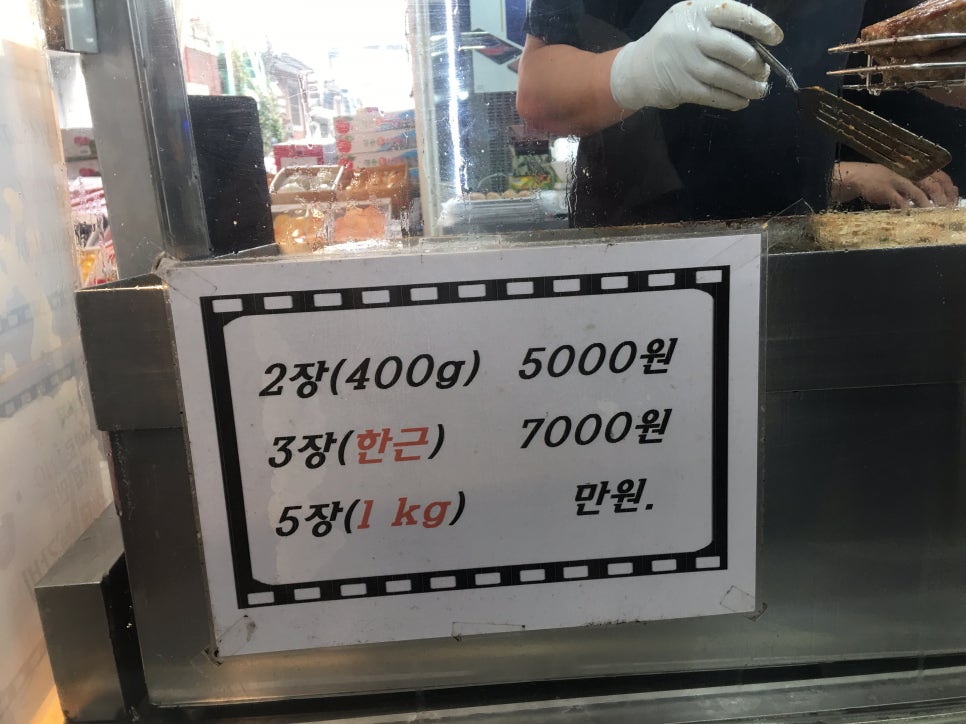 2장(400g) 5000원
3장(한근) 7000원
5장(1 kg) 만원.